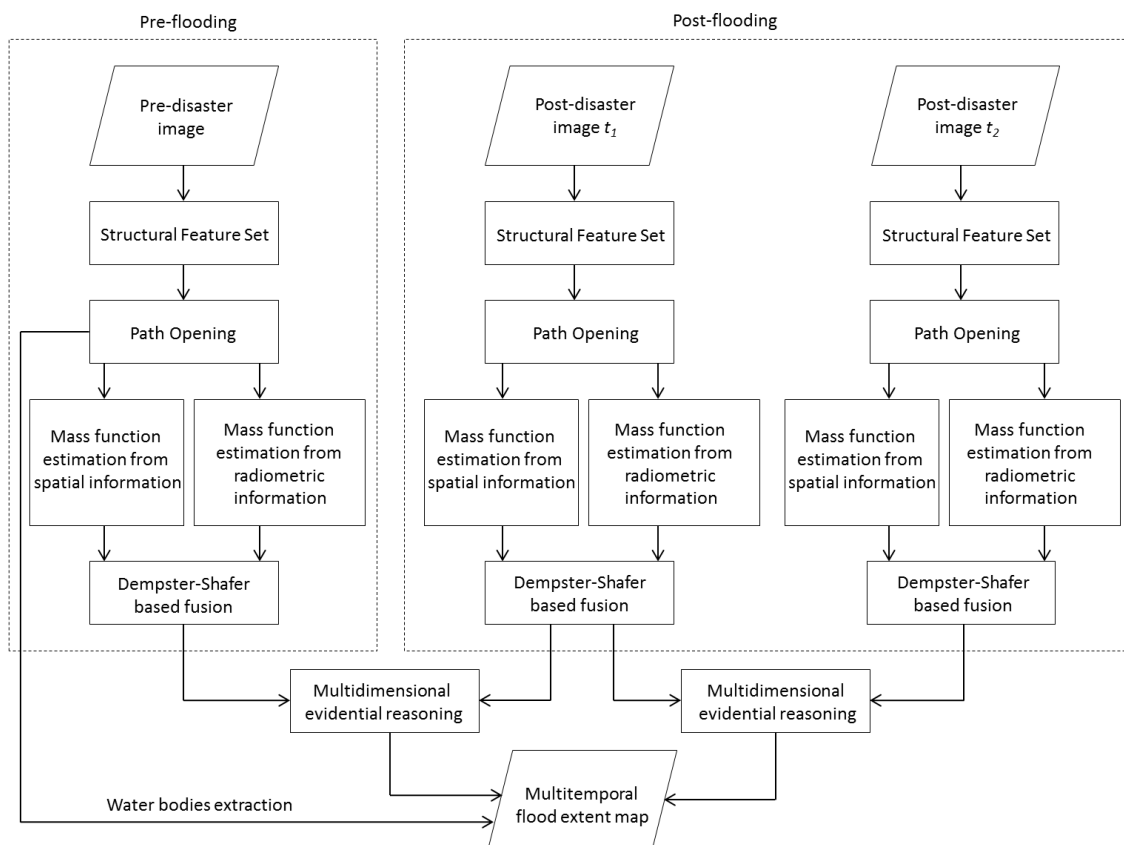 Pre-flooding
Post-flooding
Pre-disaster
image
Post-disaster
image t1
Post-disaster
image t2
Structural Feature Set
Structural Feature Set
Structural Feature Set
Path Opening
Path Opening
Path Opening
Mass function
estimation from
spatial information
Mass function
estimation from
radiometric
information
Mass function
estimation from
spatial information
Mass function
estimation from
radiometric
information
Mass function
estimation from
spatial information
Mass function
estimation from
radiometric
information
Dempster-Shafer
based fusion
Dempster-Shafer
based fusion
Dempster-Shafer
based fusion
Multidimensional
evidential reasoning
Multidimensional
evidential reasoning
Water bodies extraction
Multitemporal
flood extent map